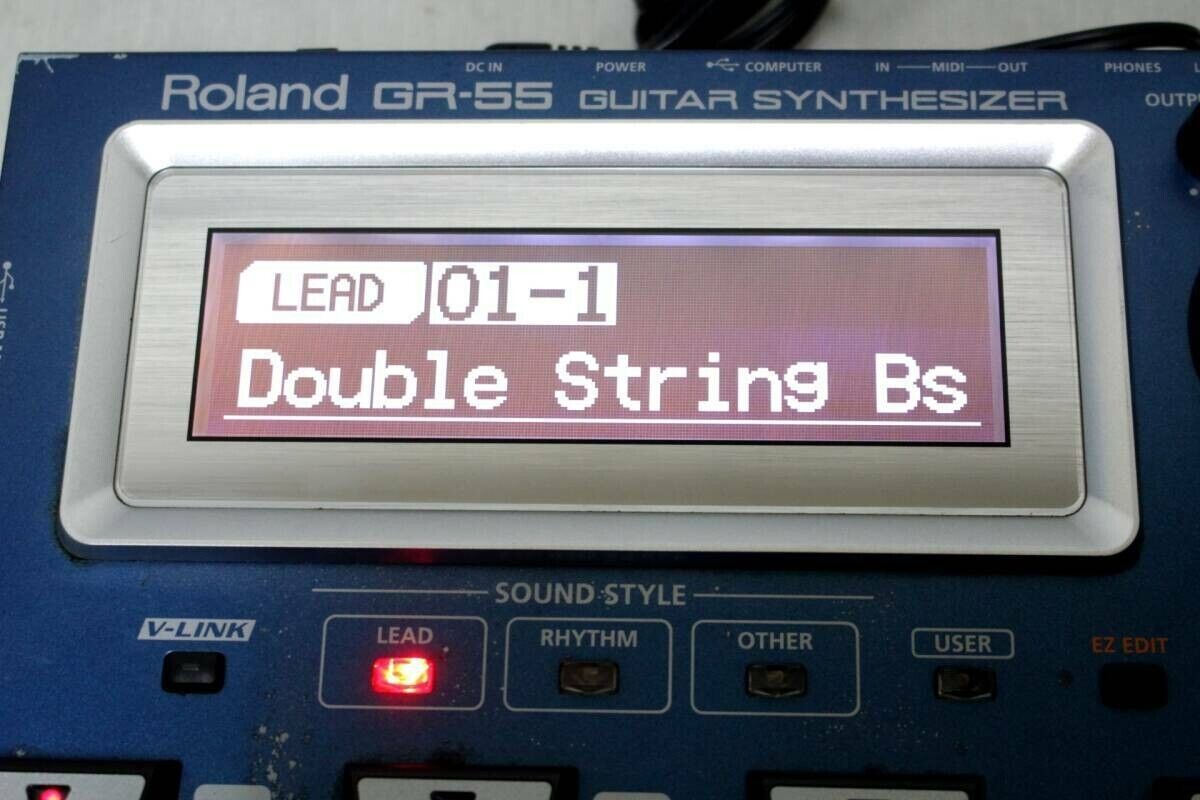 DC IN POWER COMPUTER IN MIDI OUT PHONES
Roland GR-55 GUITAR SYNTHESIZER
LEAD 01-1
Double String Bs
SOUND STYLE
V-LINK LEAD RHYTHM OTHER USER EZ EDIT